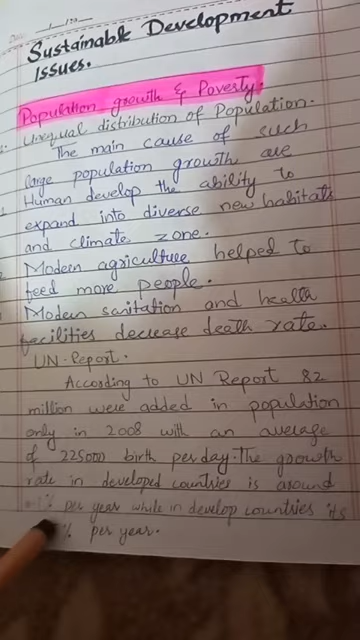 Sustainable Development
Issues.
Population growth & Poverty.
Unequal distribution of Population.
The main cause of such
large population growth are
Human develop the ability to
expand into diverse new habitats
and climate zone.
Modern agriculture helped to
feed more people.
Modern sanitation and health
facilities decrease death rate.
UN-Report.
According to UN Report 82
million were added in population
only in 2008 with an average
of 225000 birth per day. The growth
rate in developed countries is around
% per year while in develop countries its
% per year.